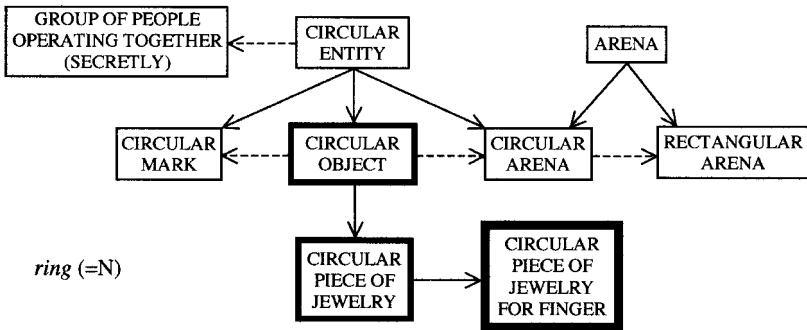 GROUP OF PEOPLE
OPERATING TOGETHER
(SECRETLY)
CIRCULAR
ENTITY
ARENA
CIRCULAR
MARK
CIRCULAR
OBJECT
CIRCULAR
ARENA
RECTANGULAR
ARENA
ring (=N)
CIRCULAR
PIECE OF
JEWELRY
CIRCULAR
PIECE OF
JEWELRY
FOR FINGER